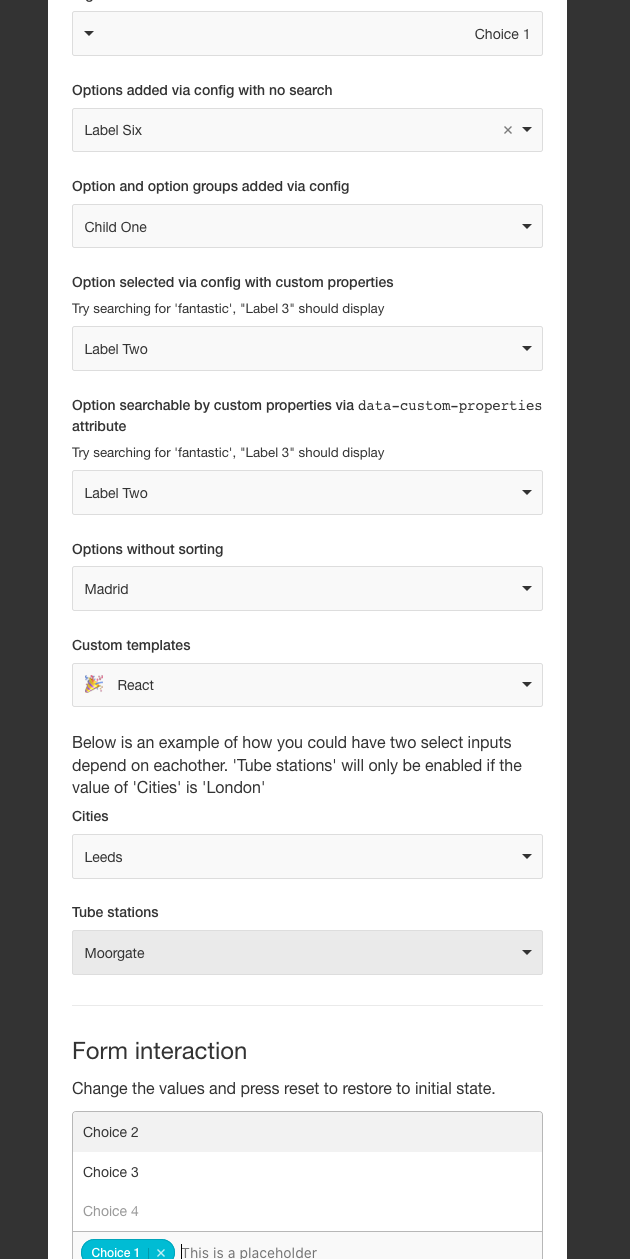 Choice 1
Options added via config with no search
Label Six ×
Option and option groups added via config
Child One
Option selected via config with custom properties
Try searching for 'fantastic', "Label 3" should display
Label Two
Option searchable by custom properties via data-custom-properties
attribute
Try searching for 'fantastic', "Label 3" should display
Label Two
Options without sorting
Madrid
Custom templates
🎉 React
Below is an example of how you could have two select inputs
depend on eachother. 'Tube stations' will only be enabled if the
value of 'Cities' is 'London'
Cities
Leeds
Tube stations
Moorgate
Form interaction
Change the values and press reset to restore to initial state.
Choice 2
Choice 3
Choice 4
Choice 1 × This is a placeholder